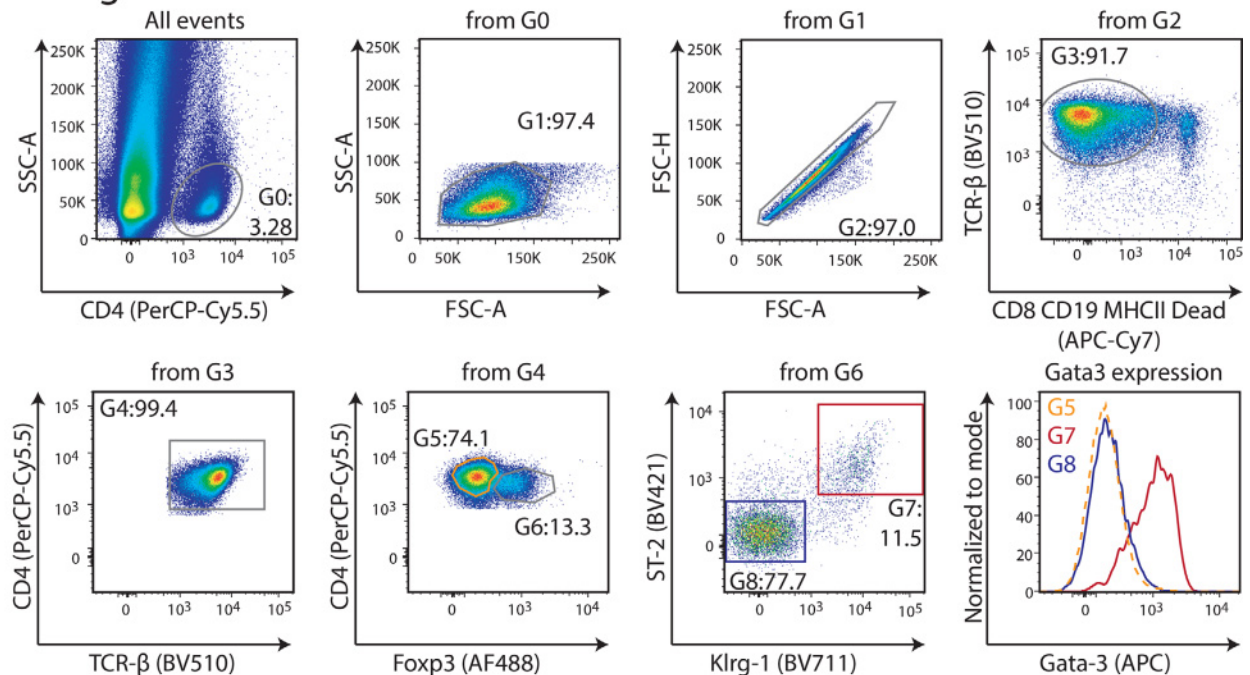 All events
SSC-A
250K
200K
150K
100K
50K
0
G0:
3.28
0 10³ 10⁴ 10⁵
CD4 (PerCP-Cy5.5)
from G0
SSC-A
250K
200K
150K
100K
50K
0
G1:97.4
0 50K 150K 250K
FSC-A
from G1
FSC-H
250K
200K
150K
100K
50K
0
G2:97.0
0 50K 150K 250K
FSC-A
from G2
TCR-β (BV510)
10⁵
10⁴
10³
0
G3:91.7
0 10³ 10⁴ 10⁵
CD8 CD19 MHCII Dead
(APC-Cy7)
from G3
CD4 (PerCP-Cy5.5)
10⁵
10⁴
10³
0
G4:99.4
0 10³ 10⁴ 10⁵
TCR-β (BV510)
from G4
CD4 (PerCP-Cy5.5)
10⁵
10⁴
10³
0
G5:74.1
G6:13.3
0 10³ 10⁴ 10⁵
Foxp3 (AF488)
from G6
ST-2 (BV421)
10⁴
10³
0
G7:
11.5
G8:77.7
0 10³ 10⁴ 10⁵
Klrg-1 (BV711)
Gata3 expression
Normalized to mode
100
80
60
40
20
0
G5
G7
G8
0 10³ 10⁴
Gata-3 (APC)